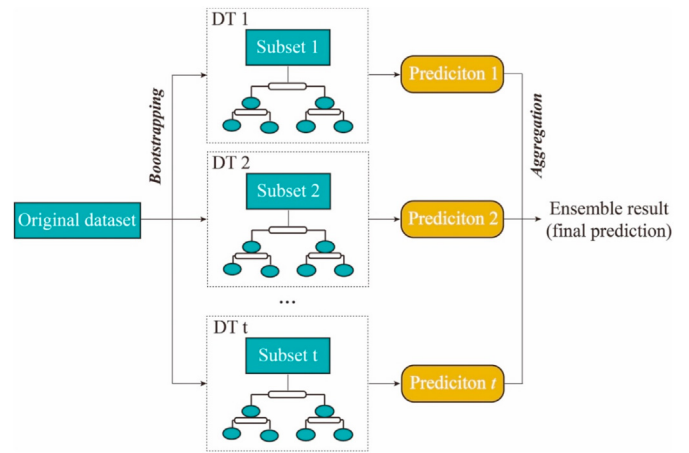 DT 1
Subset 1
Prediciton 1
Bootstrapping
Aggregation
DT 2
Subset 2
Original dataset
Prediciton 2
Ensemble result
(final prediction)
...
DT t
Subset t
Prediciton t